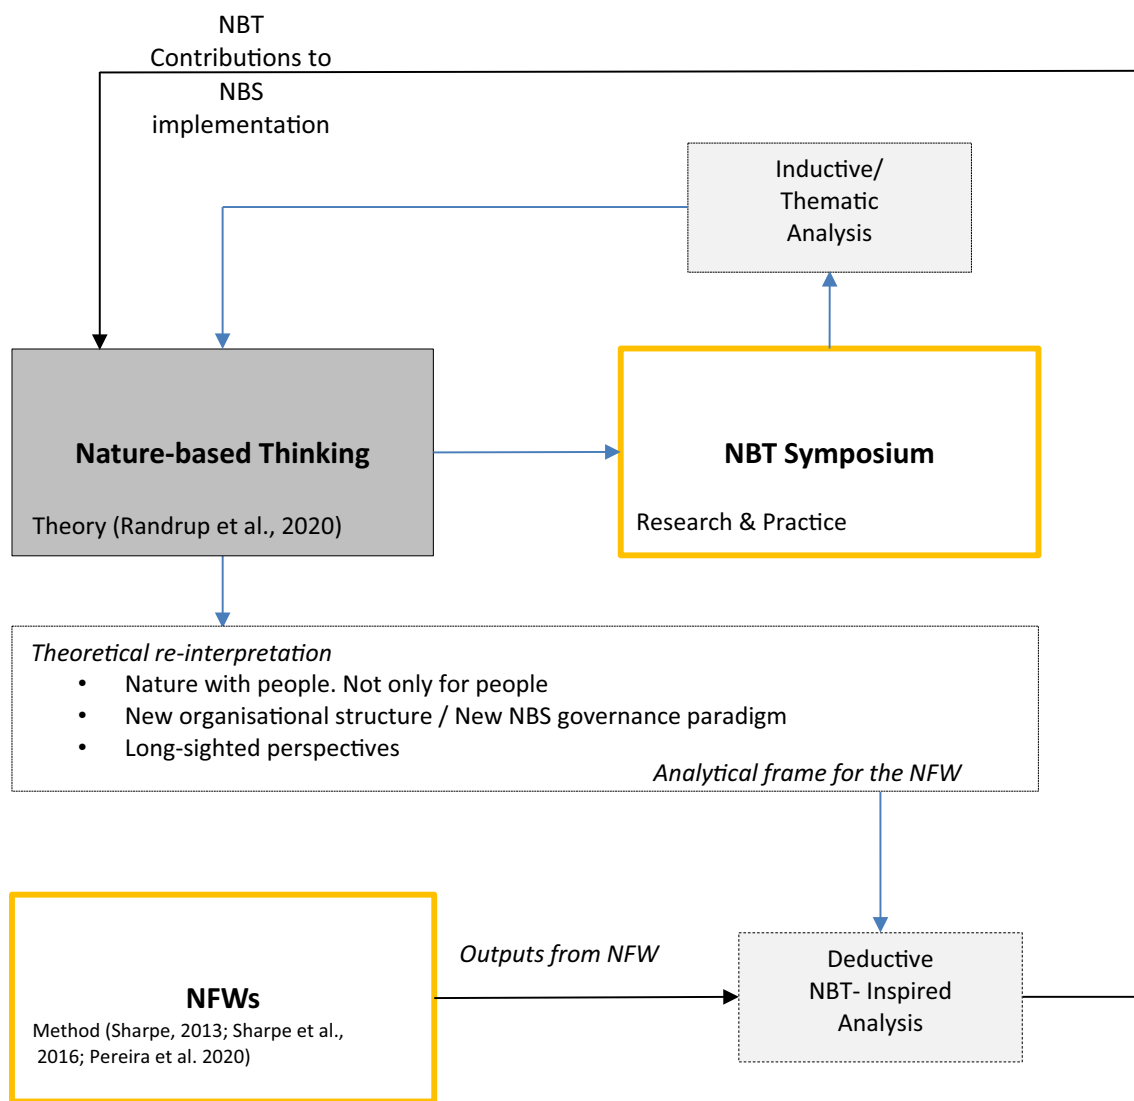 NBT
Contributions to
NBS
implementation
Inductive/
Thematic
Analysis
Nature-based Thinking
Theory (Randrup et al., 2020)
NBT Symposium
Research & Practice
Theoretical re-interpretation
• Nature with people. Not only for people
• New organisational structure / New NBS governance paradigm
• Long-sighted perspectives
Analytical frame for the NFW
NFWs
Method (Sharpe, 2013; Sharpe et al.,
2016; Pereira et al. 2020)
Outputs from NFW
Deductive
NBT- Inspired
Analysis